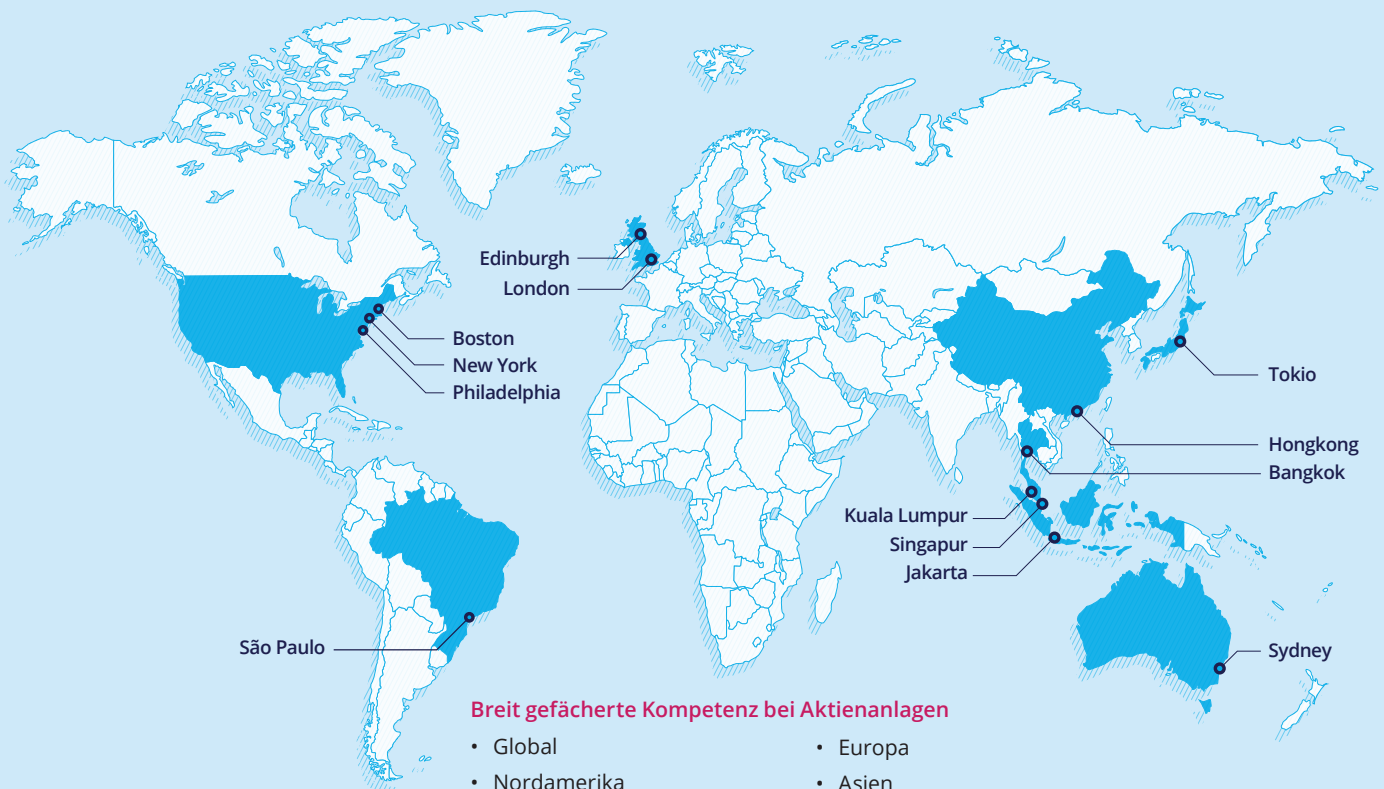 Edinburgh
London
Boston
New York
Philadelphia
Tokio
Hongkong
Bangkok
Kuala Lumpur
Singapur
Jakarta
São Paulo
Sydney
Breit gefächerte Kompetenz bei Aktienanlagen
• Global
• Europa
• Nordamerika
• Asien